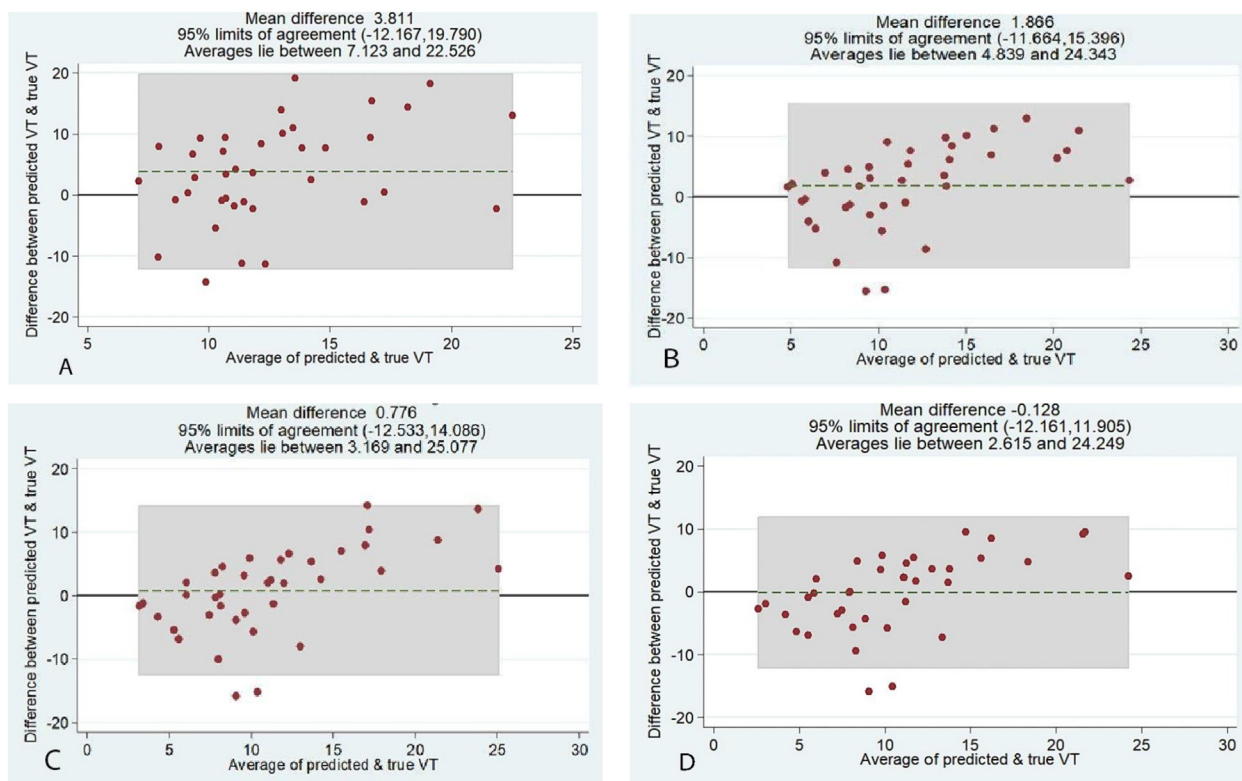 Mean difference 3.811
95% limits of agreement (-12.167,19.790)
Averages lie between 7.123 and 22.526
Difference between predicted VT & true VT
20
10
0
-10
-20
5
10
15
20
25
Average of predicted & true VT
A
Mean difference 1.866
95% limits of agreement (-11.664,15.396)
Averages lie between 4.839 and 24.343
Difference between predicted VT & true VT
20
10
0
-10
-20
0
5
10
15
20
25
30
Average of predicted & true VT
B
Mean difference 0.776
95% limits of agreement (-12.533,14.086)
Averages lie between 3.169 and 25.077
Difference between predicted VT & true VT
20
10
0
-10
-20
0
5
10
15
20
25
30
Average of predicted & true VT
C
Mean difference -0.128
95% limits of agreement (-12.161,11.905)
Averages lie between 2.615 and 24.249
Difference between predicted VT & true VT
20
10
0
-10
-20
0
5
10
15
20
25
30
Average of predicted & true VT
D